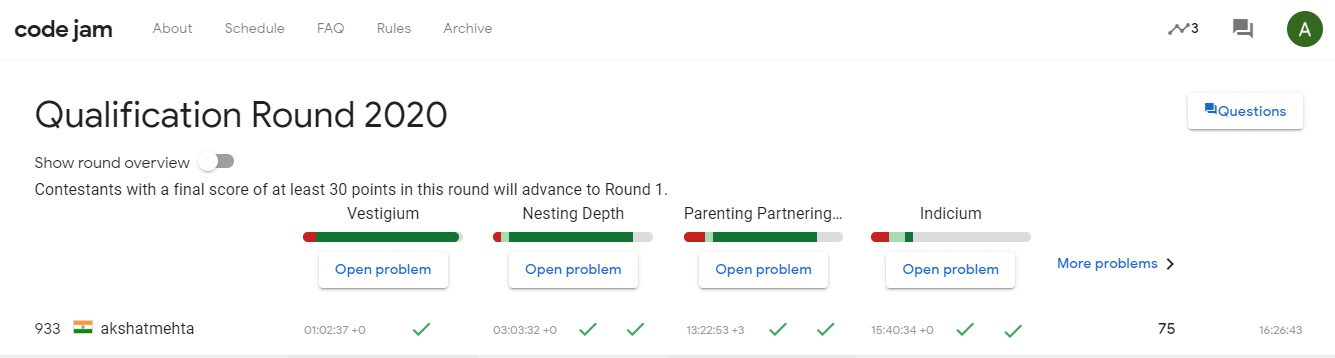 code jam About Schedule FAQ Rules Archive 3 A
Qualification Round 2020
Questions
Show round overview
Contestants with a final score of at least 30 points in this round will advance to Round 1.
Vestigium Nesting Depth Parenting Partnering... Indicium
Open problem Open problem Open problem Open problem More problems
933 akshatmehta 01:02:37 +0 03:03:32 +0 13:22:53 +3 15:40:34 +0 75 16:26:43